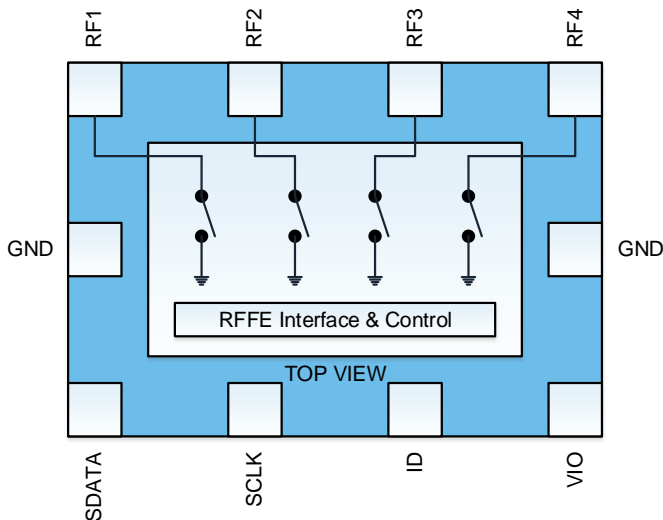 RF1
RF2
RF3
RF4
GND
GND
RFFE Interface & Control
TOP VIEW
SDATA
SCLK
ID
VIO